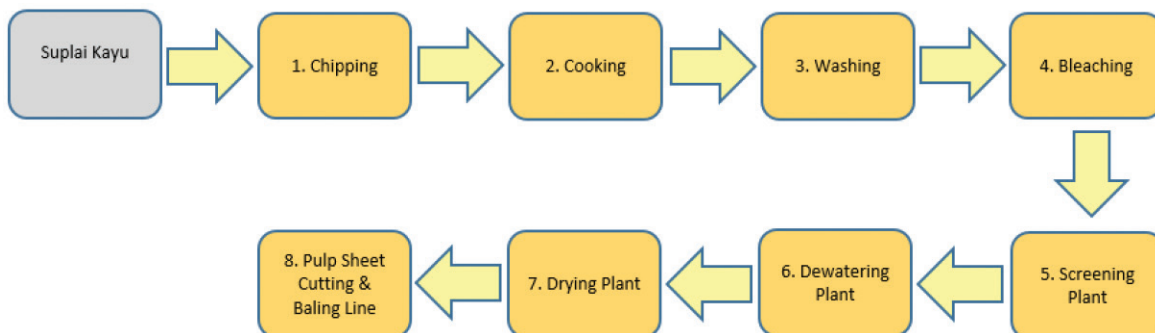 Suplai Kayu
1. Chipping
2. Cooking
3. Washing
4. Bleaching
5. Screening
Plant
6. Dewatering
Plant
7. Drying Plant
8. Pulp Sheet
Cutting &
Baling Line